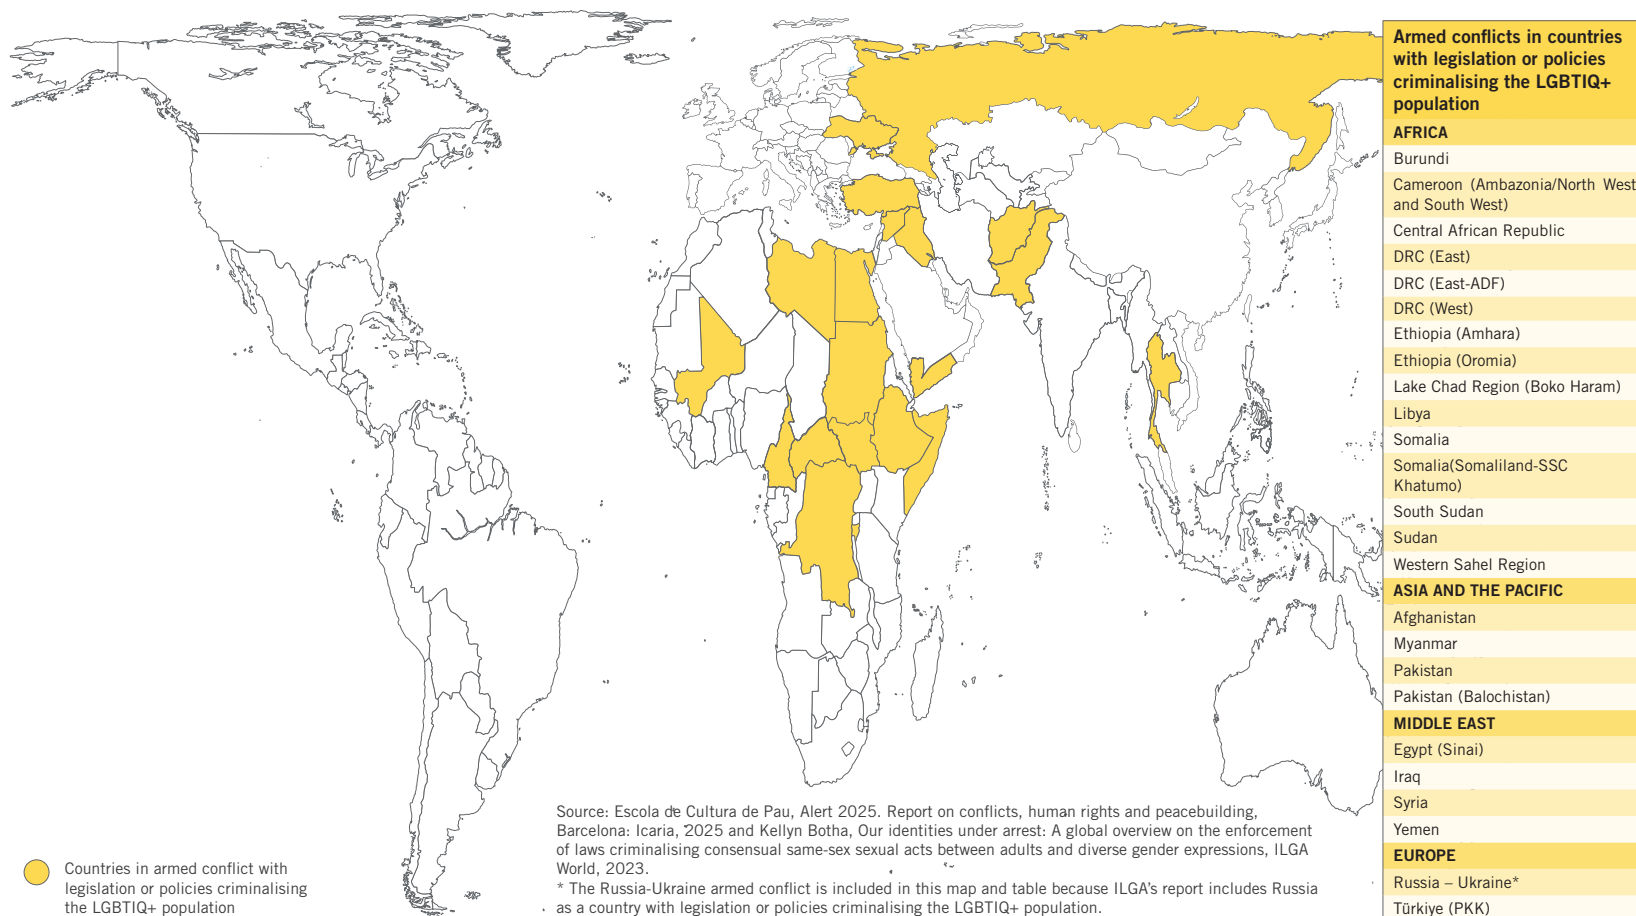 Armed conflicts in countries
with legislation or policies
criminalising the LGBTIQ+
population
AFRICA
Burundi
Cameroon (Ambazonia/North West
and South West)
Central African Republic
DRC (East)
DRC (East-ADF)
DRC (West)
Ethiopia (Amhara)
Ethiopia (Oromia)
Lake Chad Region (Boko Haram)
Libya
Somalia
Somalia(Somaliland-SSC
Khatumo)
South Sudan
Sudan
Western Sahel Region
ASIA AND THE PACIFIC
Afghanistan
Myanmar
Pakistan
Pakistan (Balochistan)
MIDDLE EAST
Egypt (Sinai)
Iraq
Syria
Yemen
EUROPE
Russia – Ukraine*
Türkiye (PKK)
Source: Escola de Cultura de Pau, Alert 2025. Report on conflicts, human rights and peacebuilding,
Barcelona: Icaria, 2025 and Kellyn Botha, Our identities under arrest: A global overview on the enforcement
of laws criminalising consensual same-sex sexual acts between adults and diverse gender expressions, ILGA
World, 2023.
* The Russia-Ukraine armed conflict is included in this map and table because ILGA's report includes Russia
as a country with legislation or policies criminalising the LGBTIQ+ population.
Countries in armed conflict with
legislation or policies criminalising
the LGBTIQ+ population